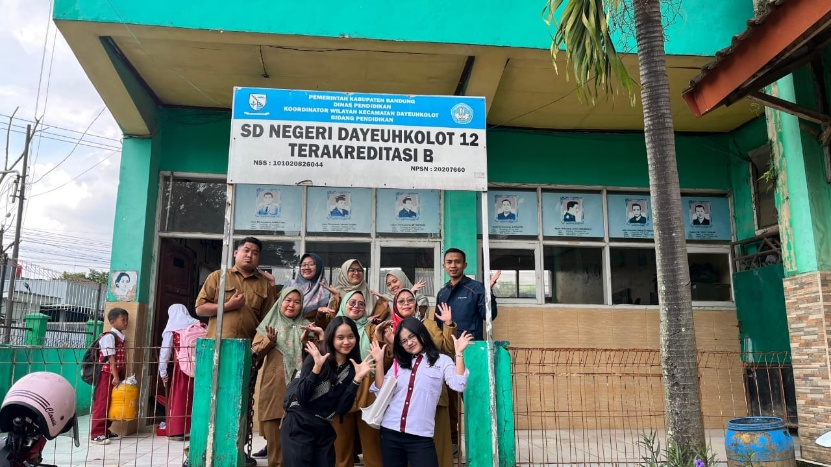 PEMERINTAH KABUPATEN BANDUNG
DINAS PENDIDIKAN
KOORDINATOR WILAYAH KECAMATAN DAYEUHKOLOT
BIDANG PENDIDIKAN
SD NEGERI DAYEUHKOLOT 12
TERAKREDITASI B
NSS : 101020826044 NPSN : 20207660